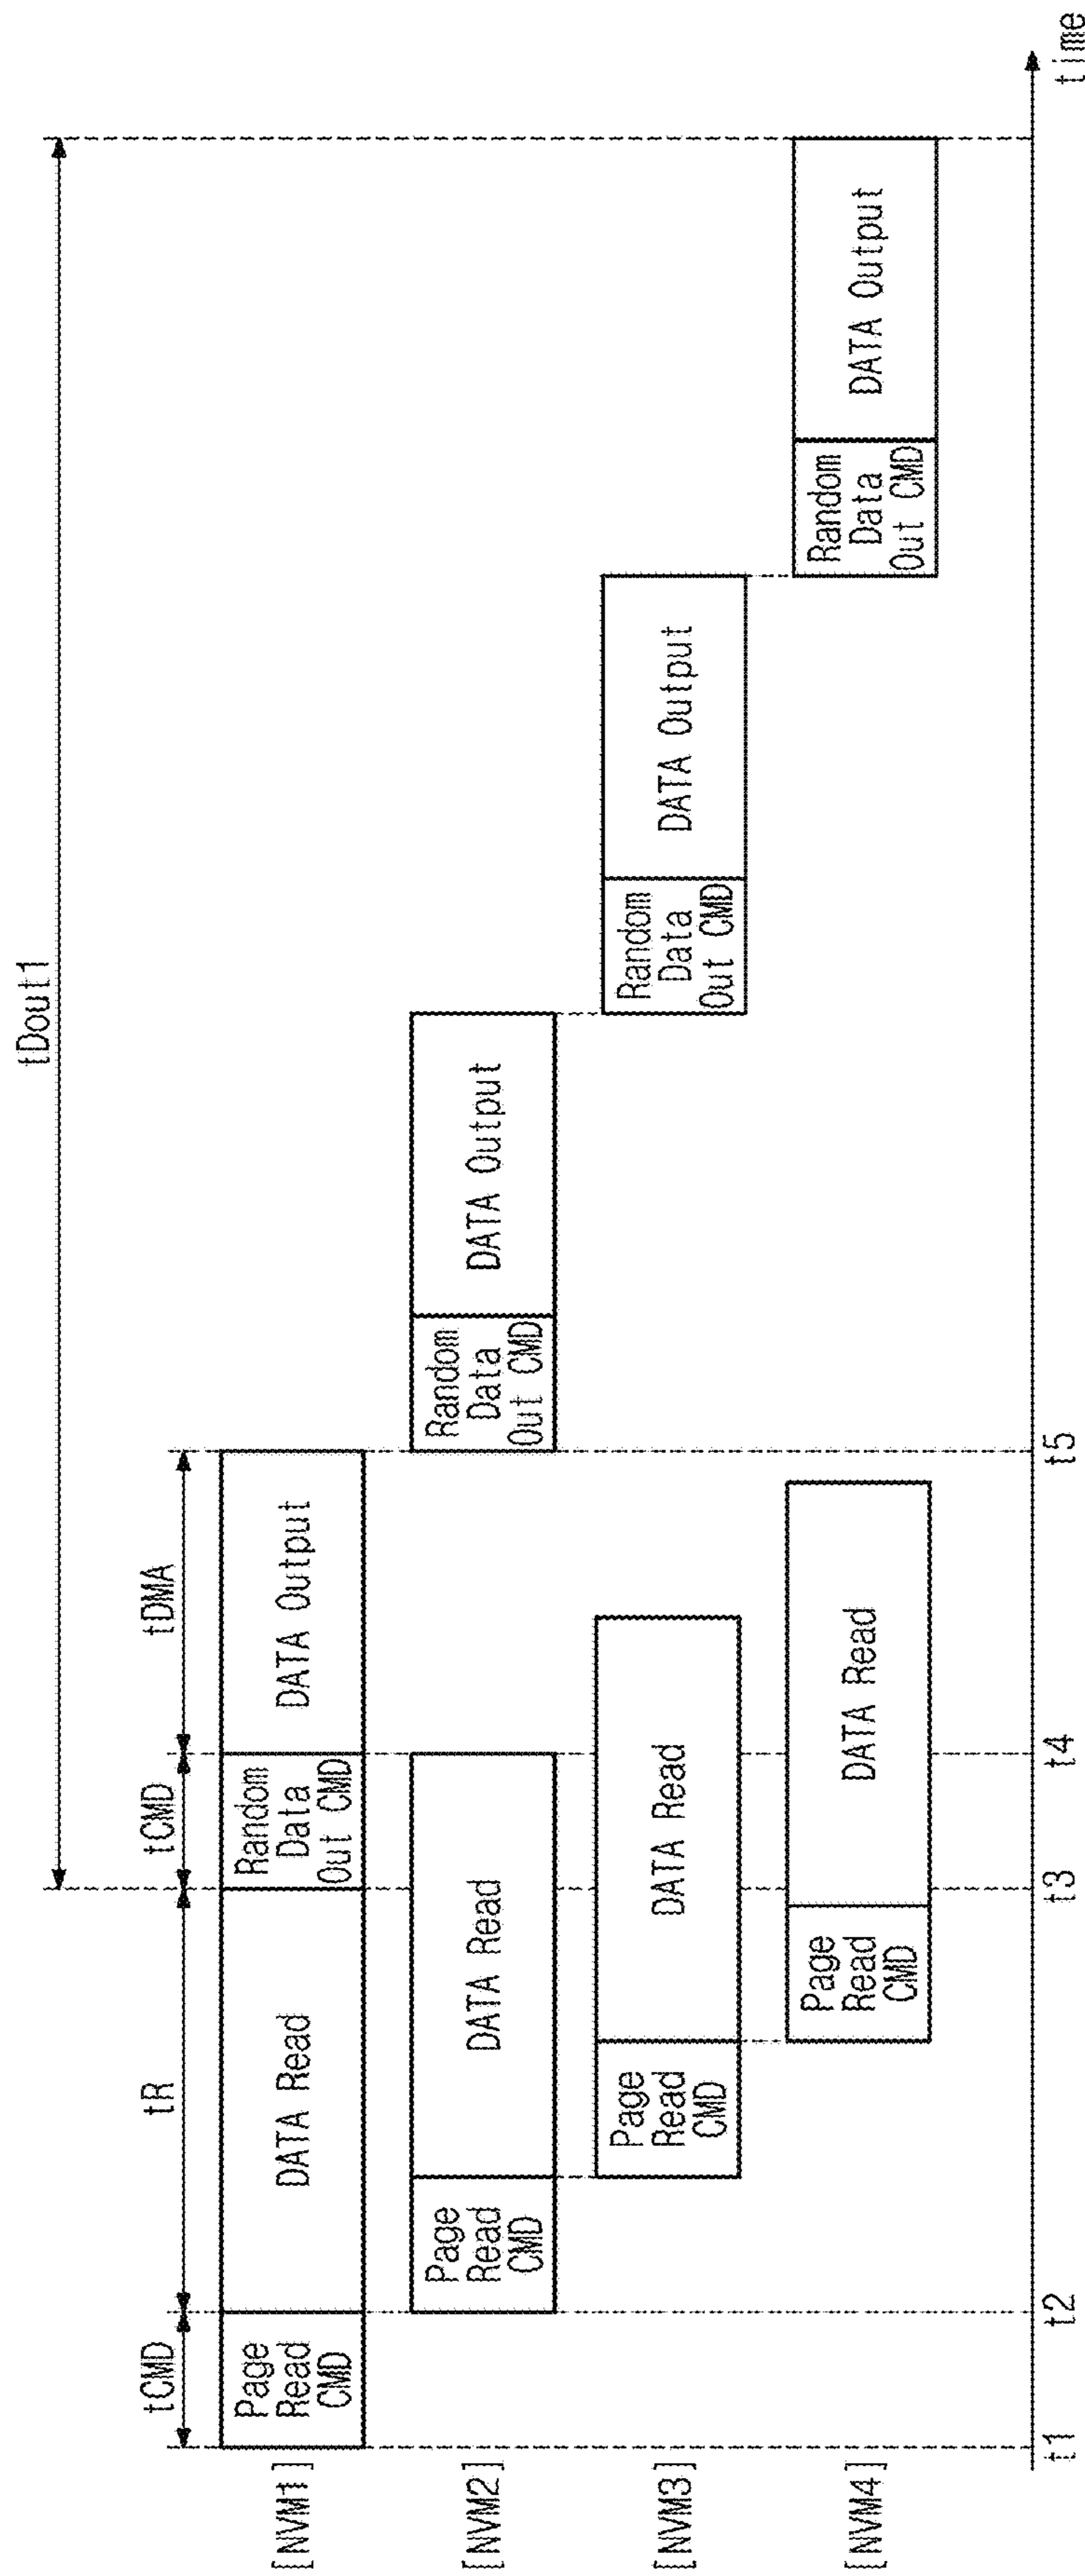 tDout1
tCMD
tR
tCMD
tDMA
[NVM1]
Page
Read
CMD
DATA Read
Random
Data
Out CMD
DATA Output
[NVM2]
Page
Read
CMD
DATA Read
Random
Data
Out CMD
DATA Output
[NVM3]
Page
Read
CMD
DATA Read
Random
Data
Out CMD
DATA Output
[NVM4]
Page
Read
CMD
DATA Read
Random
Data
Out CMD
DATA Output
t1
t2
t3
t4
t5
time